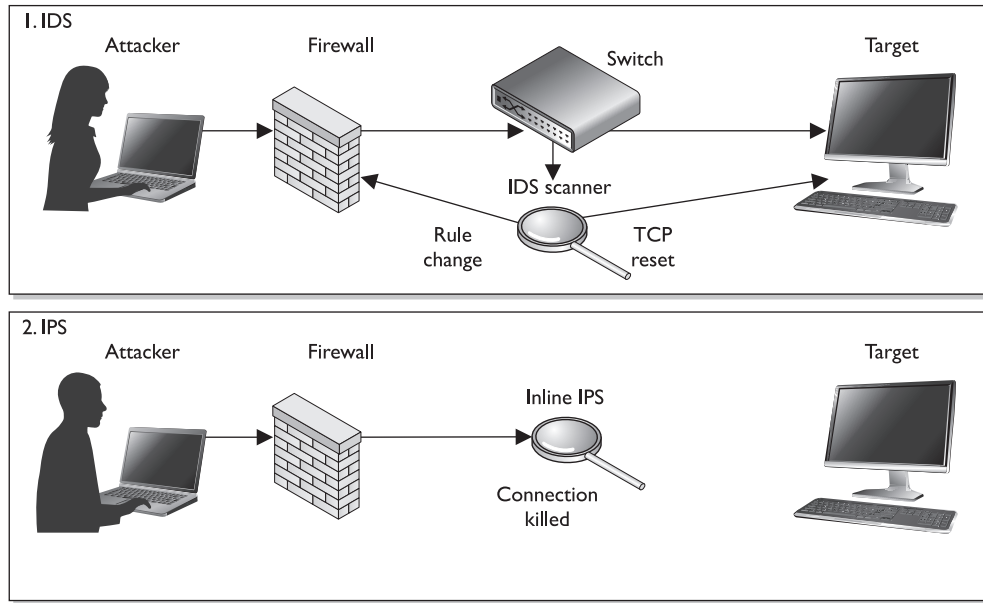 1. IDS
Attacker
Firewall
Switch
Target
IDS scanner
Rule
change
TCP
reset
2. IPS
Attacker
Firewall
Target
Inline IPS
Connection
killed